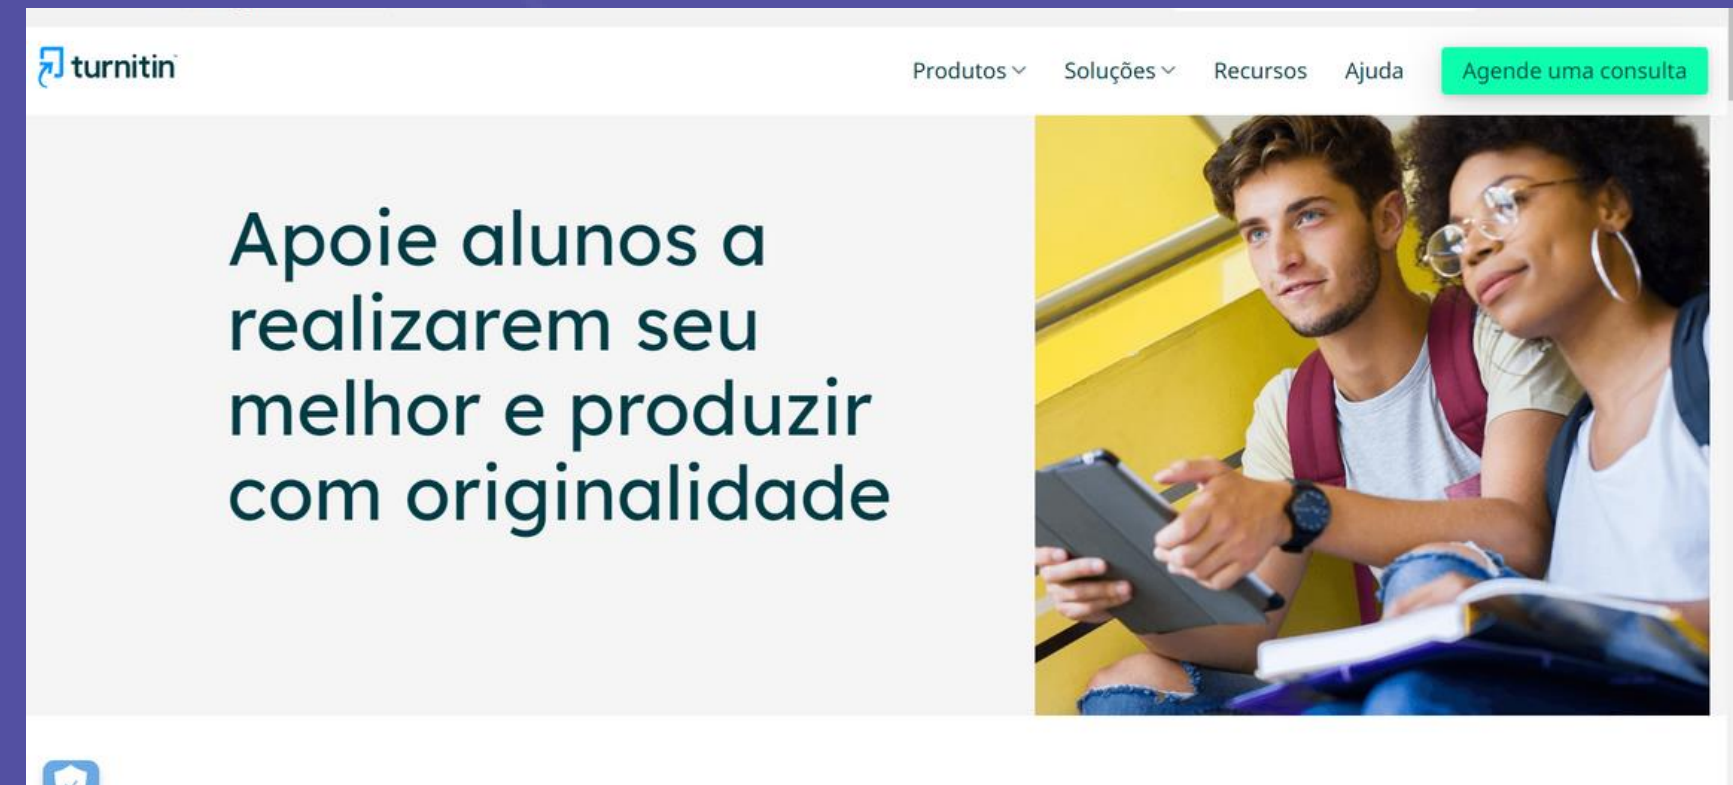 turnitin
Produtos
Soluções
Recursos
Ajuda
Agende uma consulta
Apoie alunos a
realizarem seu
melhor e produzir
com originalidade